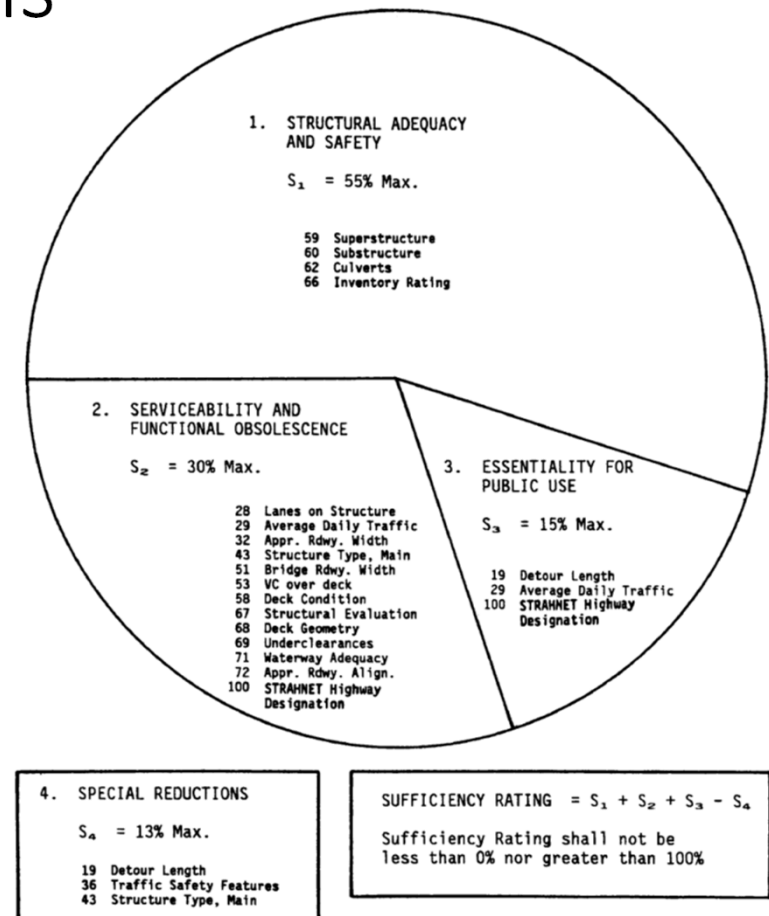 1. STRUCTURAL ADEQUACY
AND SAFETY
S₁ = 55% Max.
59 Superstructure
60 Substructure
62 Culverts
66 Inventory Rating
2. SERVICEABILITY AND
FUNCTIONAL OBSOLESCENCE
S₂ = 30% Max.
28 Lanes on Structure
29 Average Daily Traffic
32 Appr. Rdwy. Width
43 Structure Type, Main
51 Bridge Rdwy. Width
53 VC over deck
58 Deck Condition
67 Structural Evaluation
68 Deck Geometry
69 Underclearances
71 Waterway Adequacy
72 Appr. Rdwy. Align.
100 STRAHNET Highway
Designation
3. ESSENTIALITY FOR
PUBLIC USE
S₃ = 15% Max.
19 Detour Length
29 Average Daily Traffic
100 STRAHNET Highway
Designation
4. SPECIAL REDUCTIONS
S₄ = 13% Max.
19 Detour Length
36 Traffic Safety Features
43 Structure Type, Main
SUFFICIENCY RATING = S₁ + S₂ + S₃ - S₄
Sufficiency Rating shall not be
less than 0% nor greater than 100%